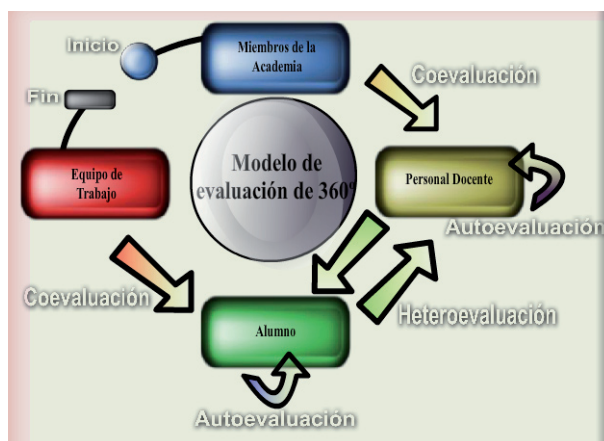 Inicio
Miembros de la
Academia
Coevaluación
Fin
Modelo de
evaluación de 360º
Equipo de
Trabajo
Personal Docente
Autoevaluación
Coevaluación
Heteroevaluación
Alumno
Autoevaluación